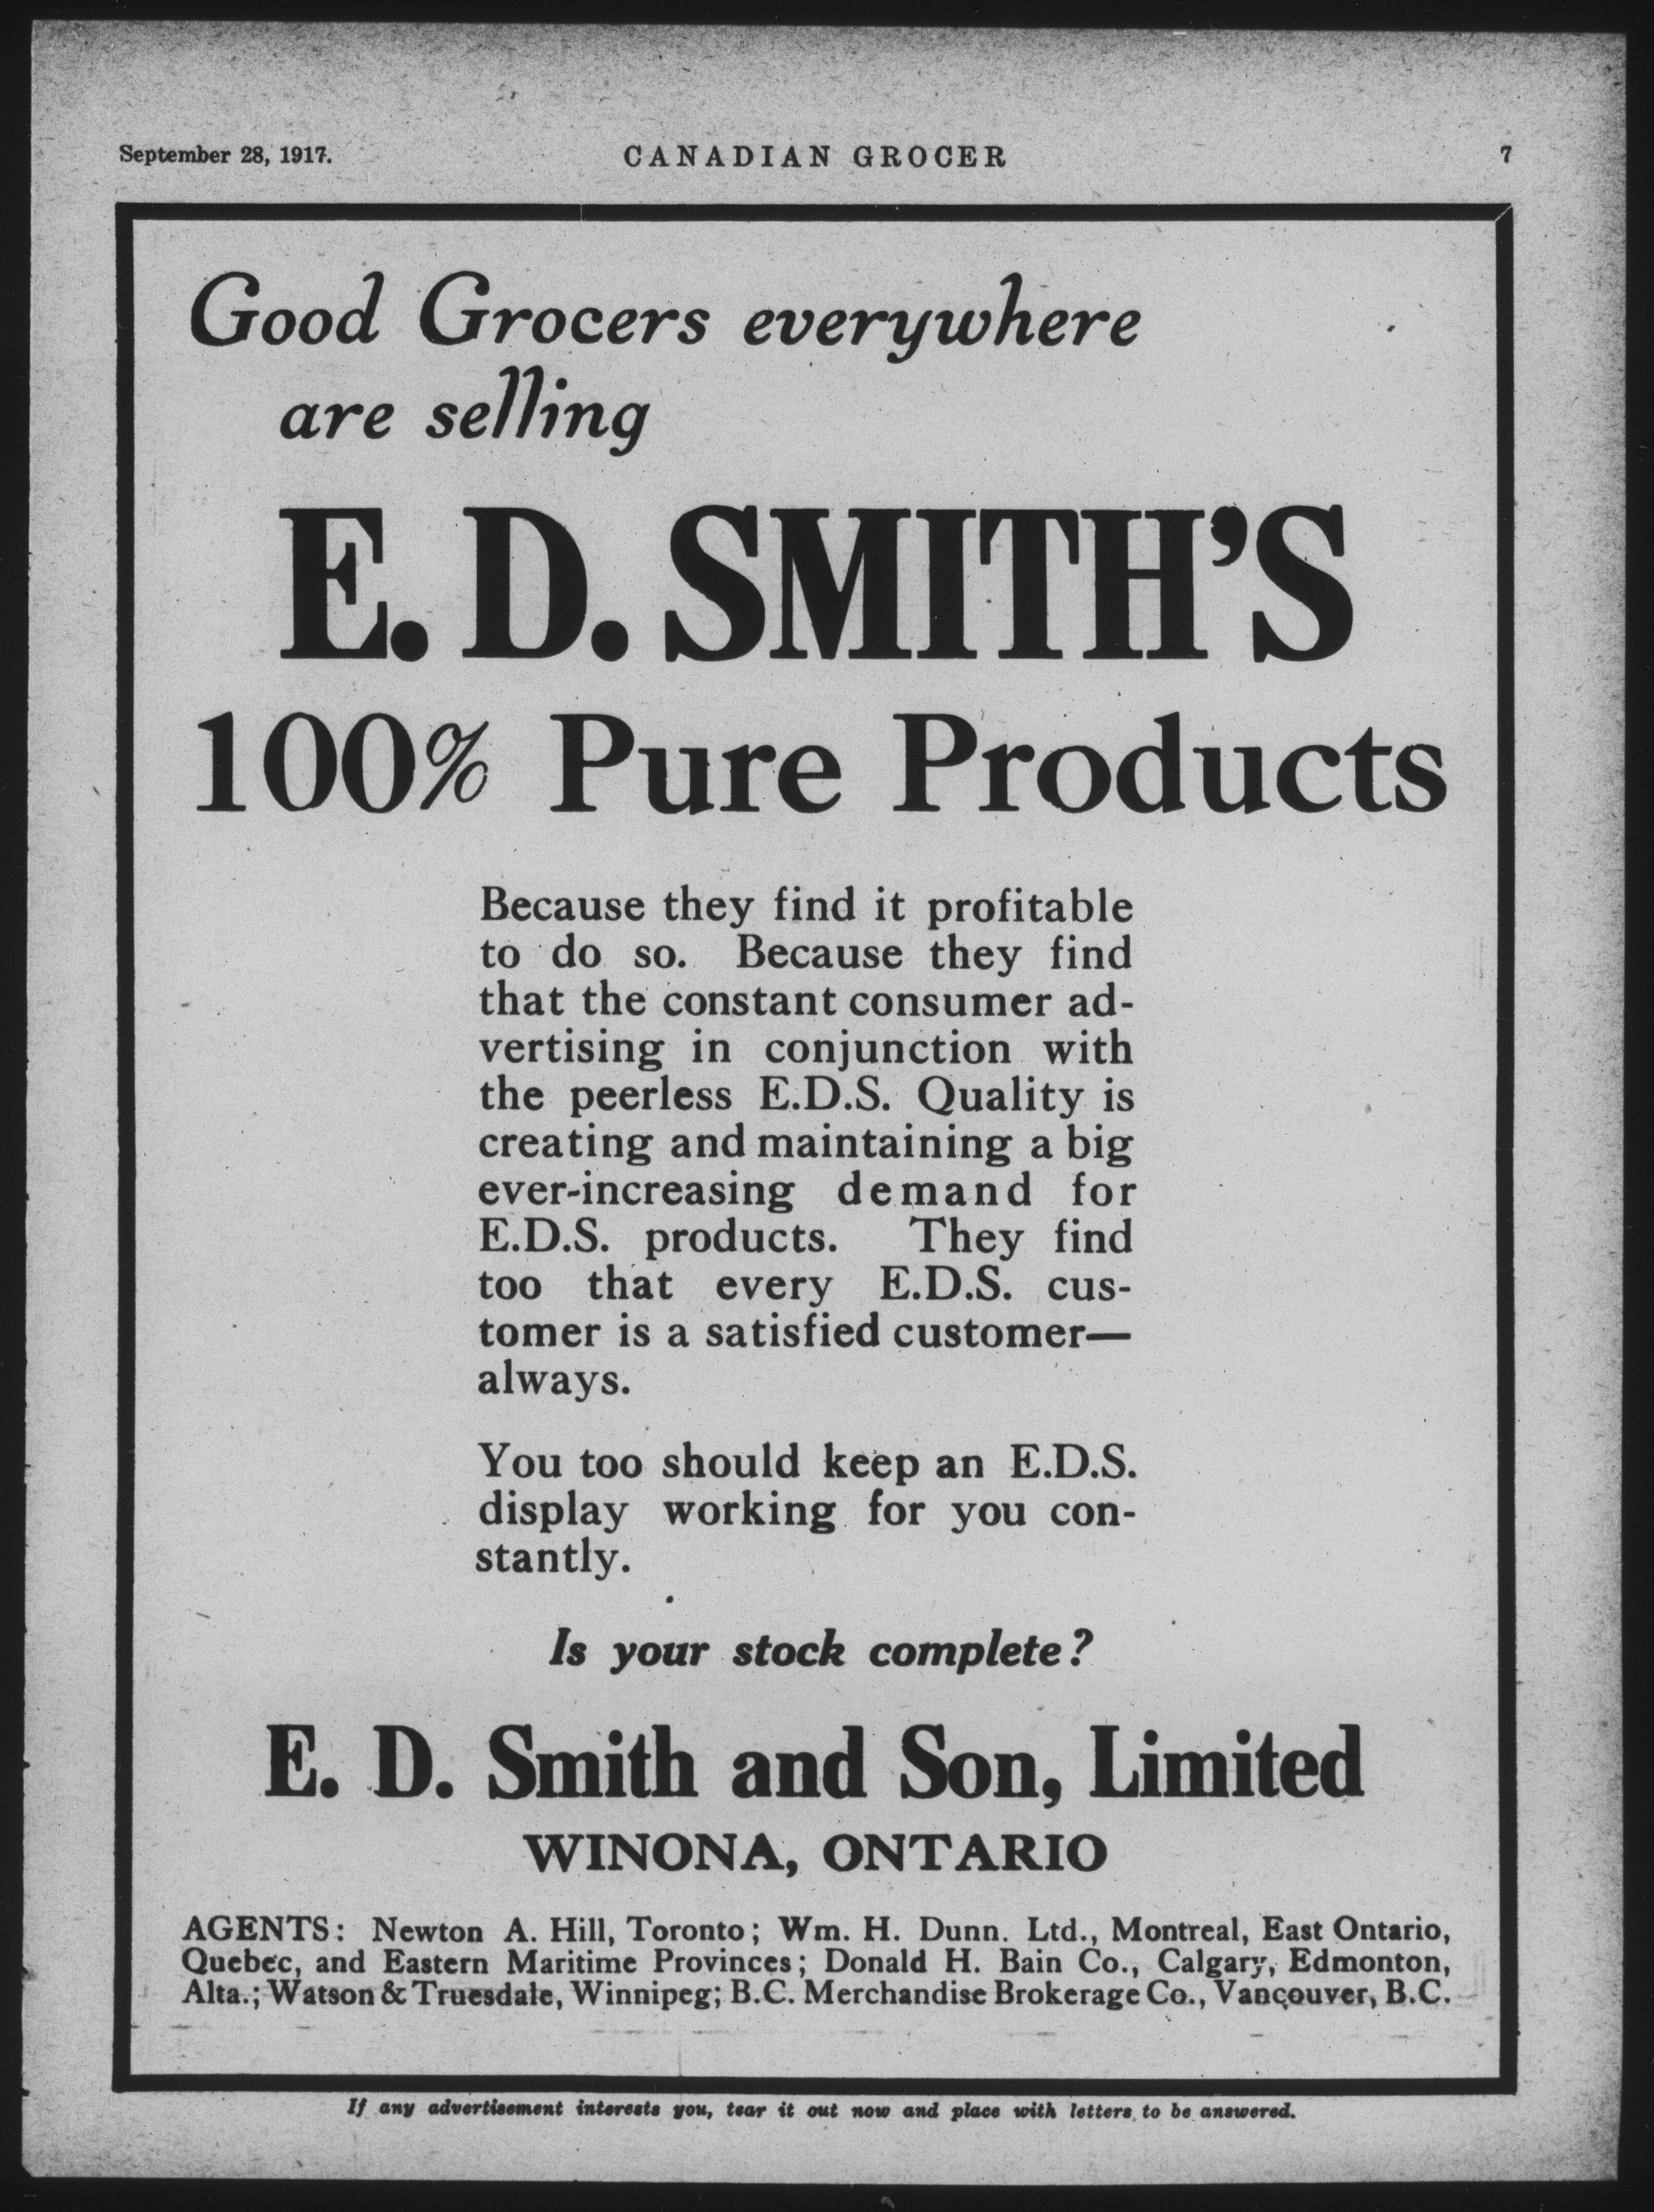 September 28, 1917.
CANADIAN GROCER
7
Good Grocers everywhere
are selling
E. D. SMITH'S
100% Pure Products
Because they find it profitable
to do so. Because they find
that the constant consumer ad-
vertising in conjunction with
the peerless E.D.S. Quality is
creating and maintaining a big
ever-increasing demand for
E.D.S. products. They find
too that every E.D.S. cus-
tomer is a satisfied customer—
always.
You too should keep an E.D.S.
display working for you con-
stantly.
Is your stock complete?
E. D. Smith and Son, Limited
WINONA, ONTARIO
AGENTS: Newton A. Hill, Toronto; Wm. H. Dunn. Ltd., Montreal, East Ontario,
Quebec, and Eastern Maritime Provinces; Donald H. Bain Co., Calgary, Edmonton,
Alta.; Watson & Truesdale, Winnipeg; B.C. Merchandise Brokerage Co., Vancouver, B.C.
If any advertisement interests you, tear it out now and place with letters to be answered.